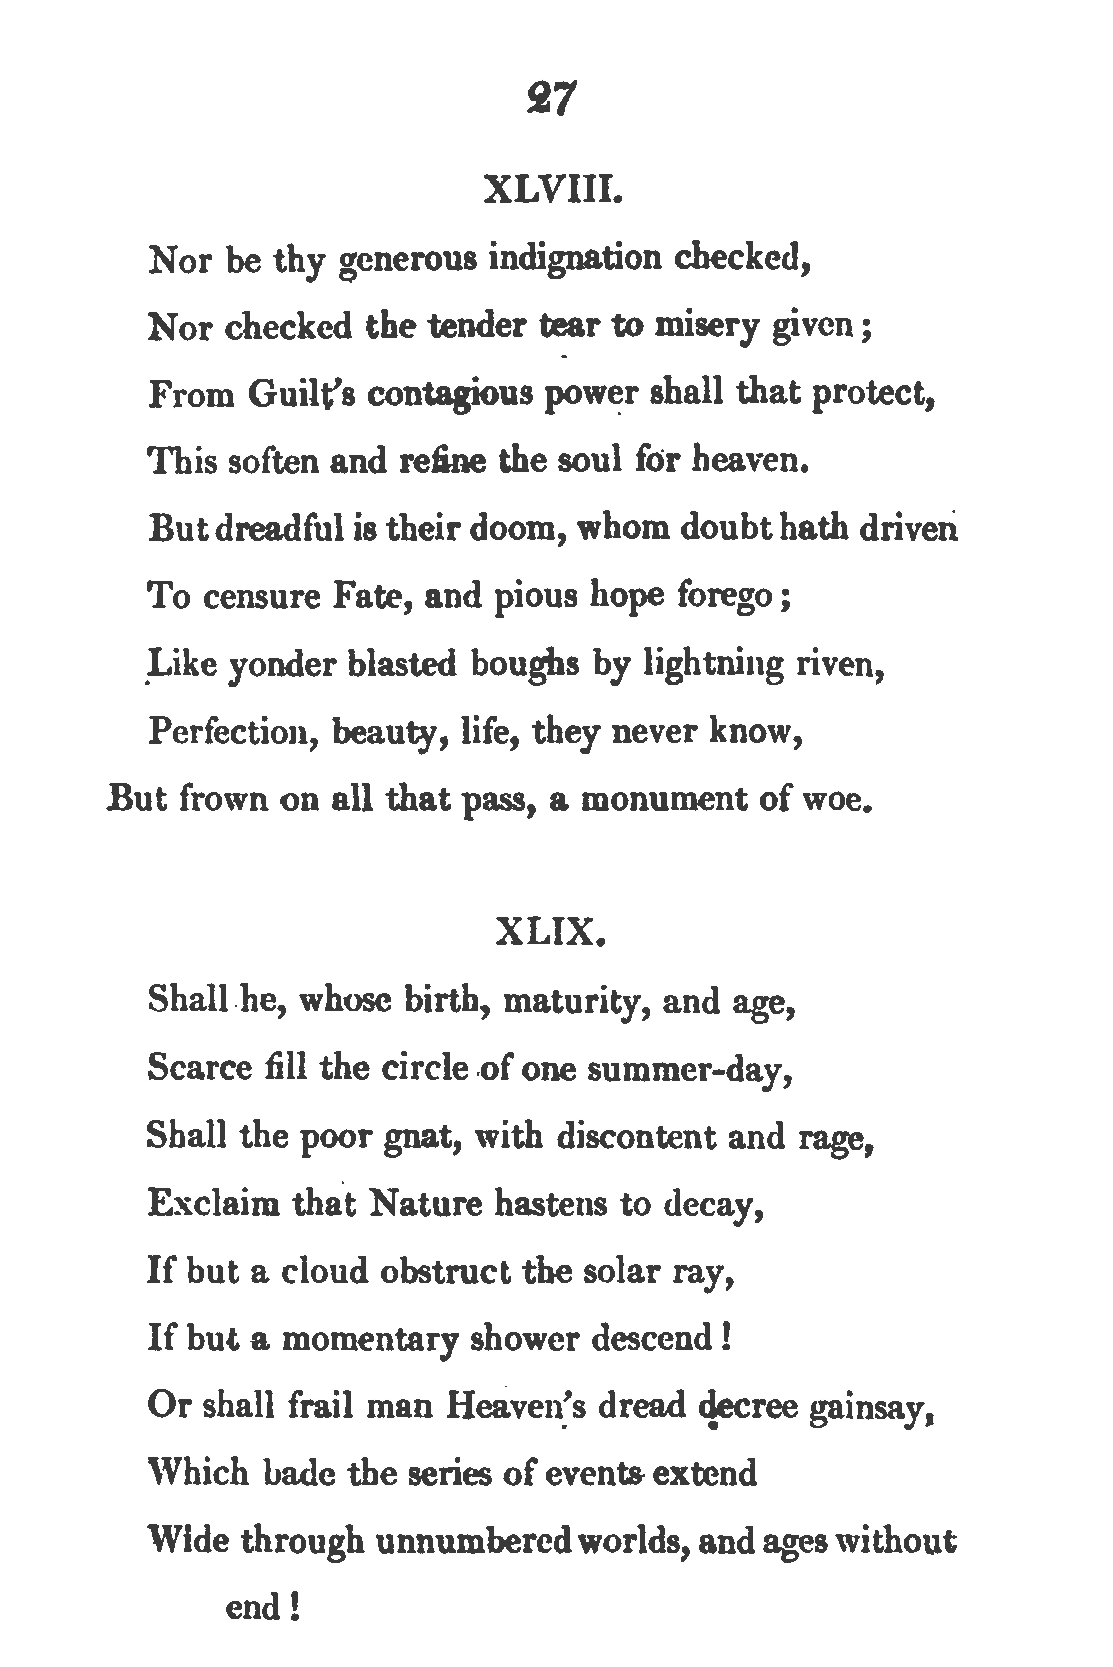 27
XLVIII.
Nor be thy generous indignation checked,
Nor checked the tender tear to misery given;
From Guilt's contagious power shall that protect,
This soften and refine the soul for heaven.
But dreadful is their doom, whom doubt hath driven
To censure Fate, and pious hope forego;
Like yonder blasted boughs by lightning riven,
Perfection, beauty, life, they never know,
But frown on all that pass, a monument of woe.
XLIX.
Shall he, whose birth, maturity, and age,
Scarce fill the circle of one summer-day,
Shall the poor gnat, with discontent and rage,
Exclaim that Nature hastens to decay,
If but a cloud obstruct the solar ray,
If but a momentary shower descend!
Or shall frail man Heaven's dread decree gainsay,
Which bade the series of events extend
Wide through unnumbered worlds, and ages without
end!